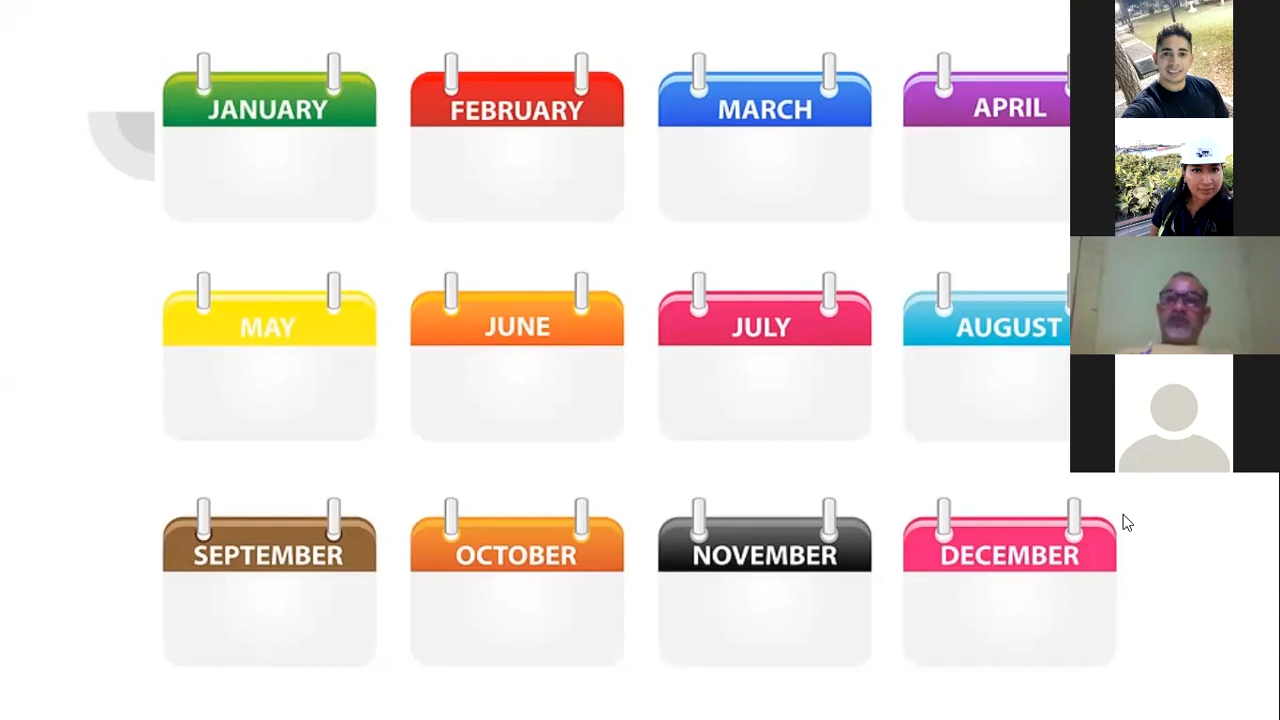 JANUARY
FEBRUARY
MARCH
APRIL
MAY
JUNE
JULY
AUGUST
SEPTEMBER
OCTOBER
NOVEMBER
DECEMBER